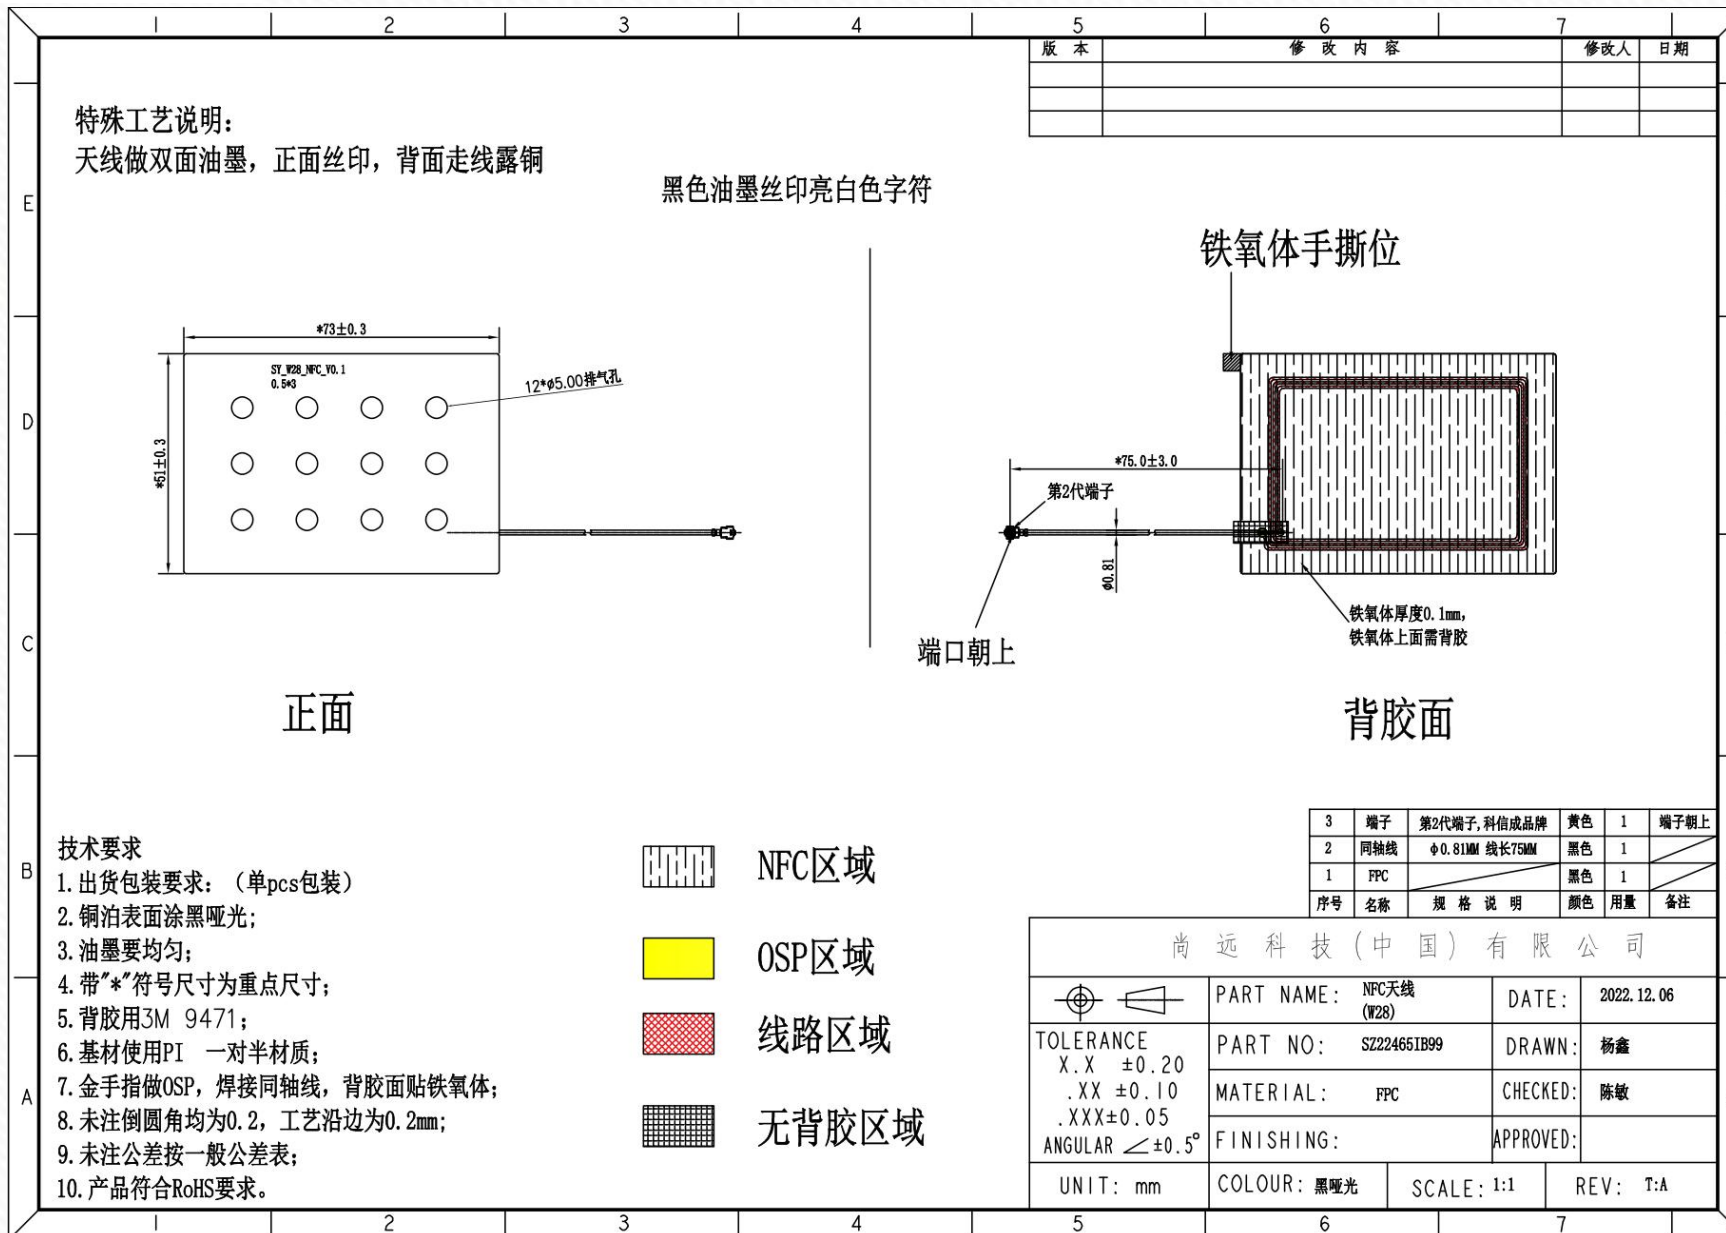 1 2 3 4 5 6 7
版 本 修 改 内 容 修改人 日期
特殊工艺说明:
天线做双面油墨, 正面丝印, 背面走线露铜
黑色油墨丝印亮白色字符
铁氧体手撕位
E
D
C
B
A
*73±0.3
*51±0.3
SY_W28_NFC_V0.1
0.5*3
12*ø5.00排气孔
*75.0±3.0
第2代端子
ø0.81
端口朝上
铁氧体厚度0.1mm,
铁氧体上面需背胶
正面
背胶面
技术要求
1.出货包装要求: (单pcs包装)
2.铜泊表面涂黑哑光;
3.油墨要均匀;
4.带"*"符号尺寸为重点尺寸;
5.背胶用3M 9471;
6.基材使用PI 一对半材质;
7.金手指做OSP, 焊接同轴线, 背胶面贴铁氧体;
8.未注倒圆角均为0.2, 工艺沿边为0.2mm;
9.未注公差按一般公差表;
10.产品符合RoHS要求。
NFC区域
OSP区域
线路区域
无背胶区域
3 端子 第2代端子,科信成品牌 黄色 1 端子朝上
2 同轴线 φ0.81MM 线长75MM 黑色 1
1 FPC 黑色 1
序号 名称 规 格 说 明 颜色 用量 备注
尚 远 科 技 (中 国) 有 限 公 司
PART NAME: NFC天线
(W28)
DATE: 2022.12.06
TOLERANCE
X.X ±0.20
.XX ±0.10
.XXX±0.05
ANGULAR ∠±0.5°
PART NO: SZ22465IB99 DRAWN: 杨鑫
MATERIAL: FPC CHECKED: 陈敏
FINISHING: APPROVED:
UNIT: mm COLOUR: 黑哑光 SCALE: 1:1 REV: T:A
1 2 3 4 5 6 7